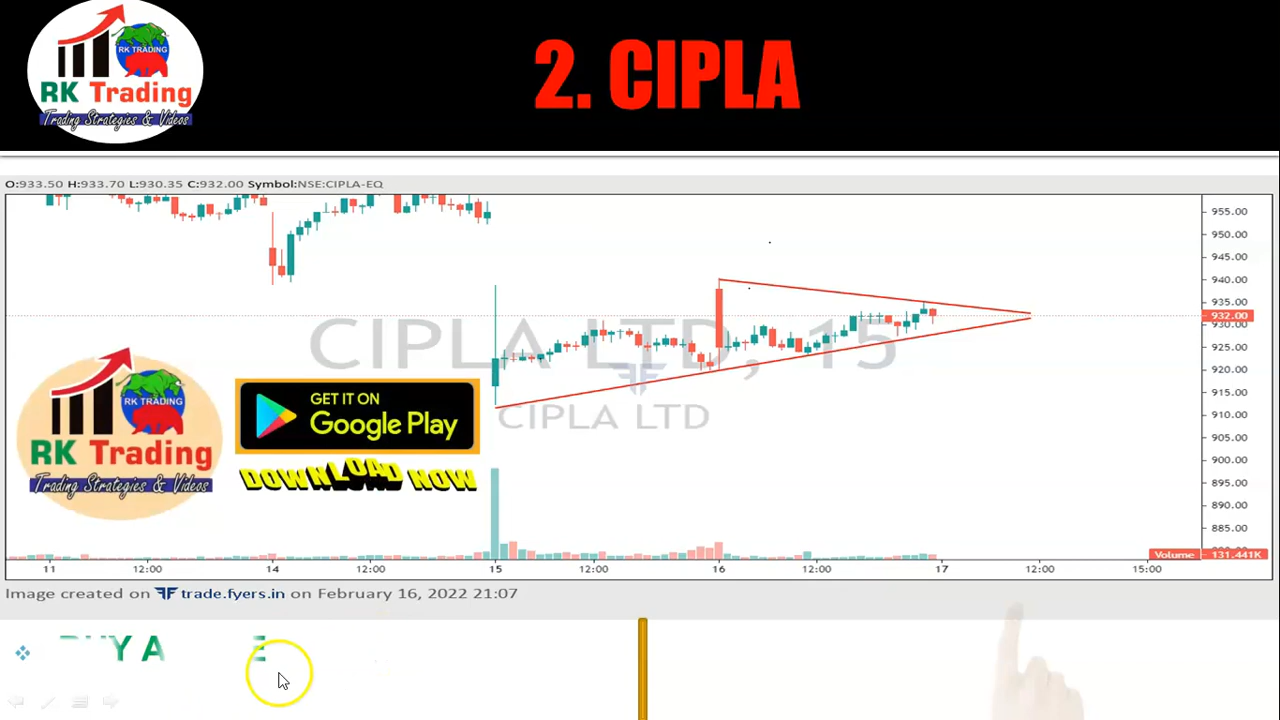 RK TRADING
RK Trading
Trading Strategies & Videos
2. CIPLA
O:933.50 H:933.70 L:930.35 C:932.00 Symbol:NSE:CIPLA-EQ
955.00
950.00
945.00
940.00
935.00
932.00
930.00
925.00
920.00
915.00
910.00
905.00
900.00
895.00
890.00
885.00
CIPLA LTD, 15
CIPLA LTD
RK TRADING
RK Trading
Trading Strategies & Videos
GET IT ON
Google Play
DOWNLOAD NOW
Volume 131.441K
11 12:00 14 12:00 15 12:00 16 12:00 17 12:00 15:00
Image created on trade.fyers.in on February 16, 2022 21:07